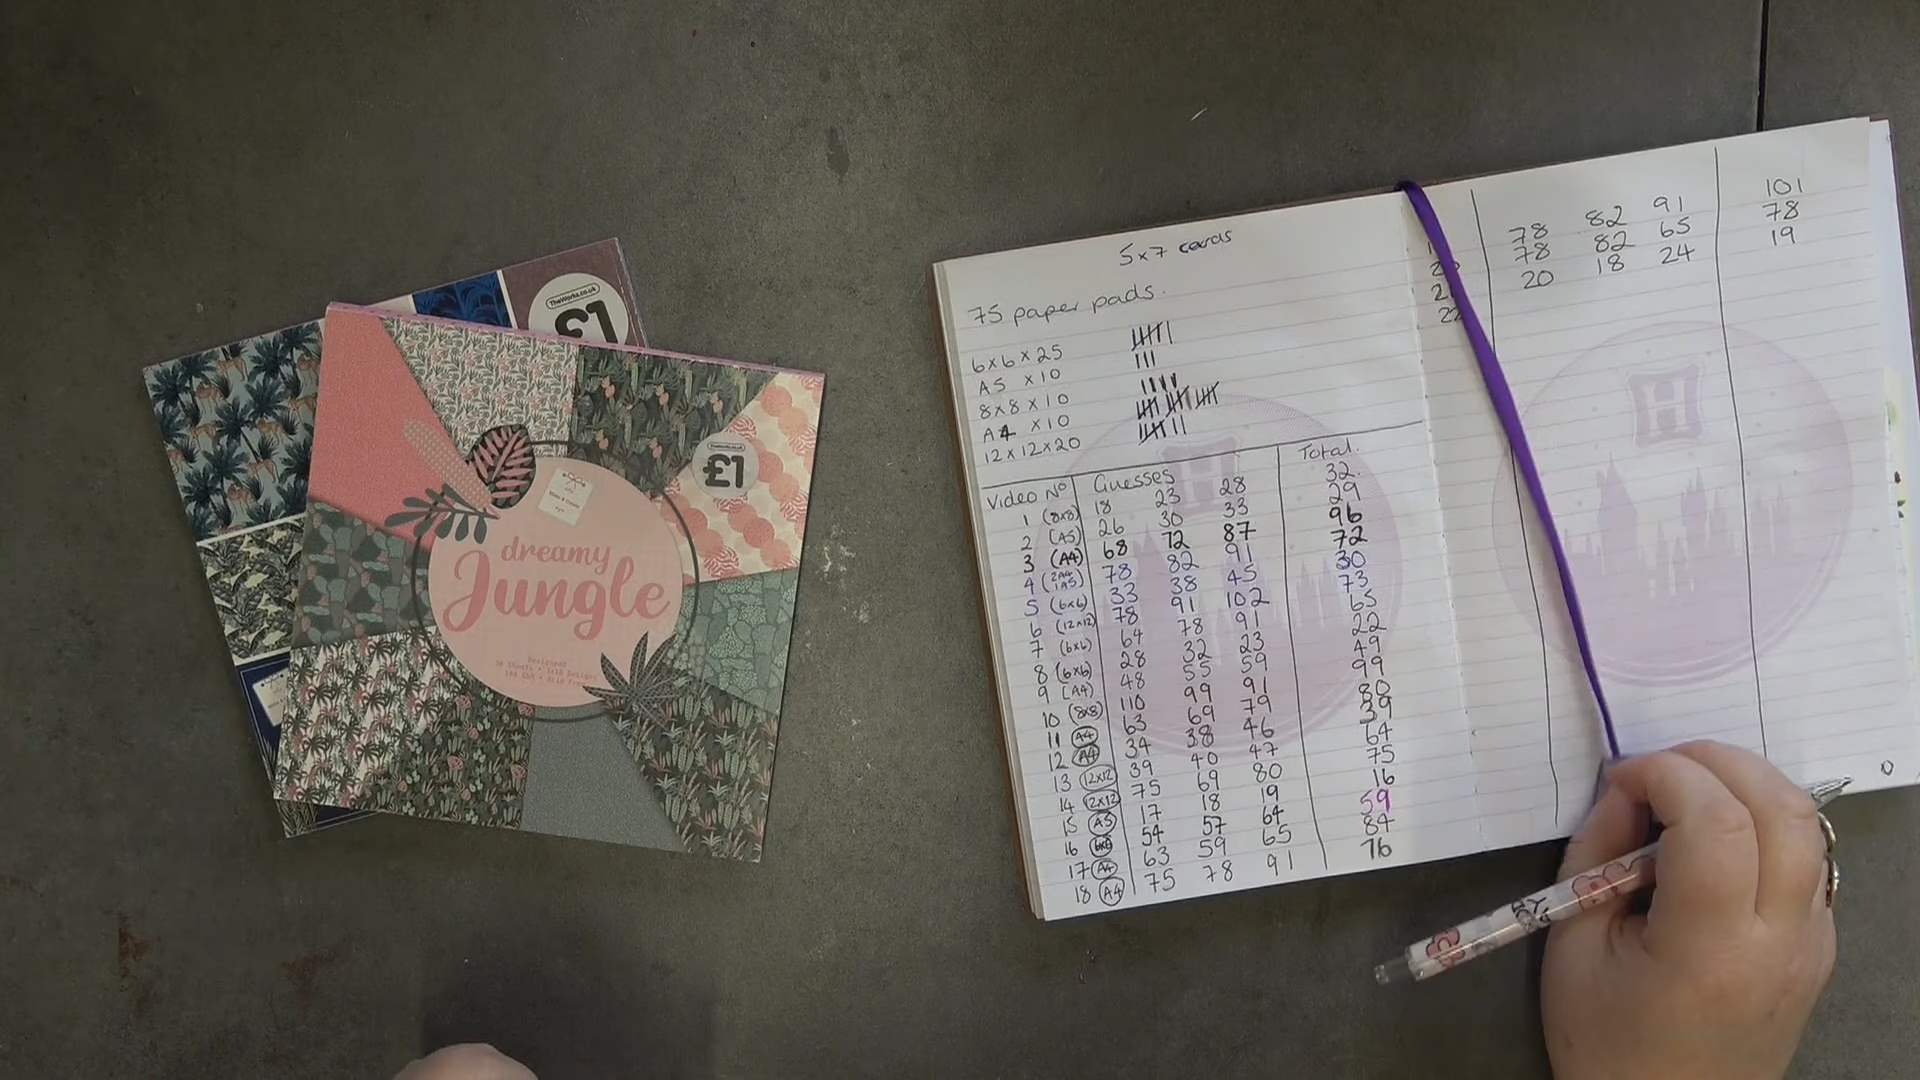 TheWorks.co.uk
£1
TheWorks.co.uk
£1
dreamy
Jungle
5x7 cards
75 paper pads.
6x6 x 25
A5 x10
8x8 x10
A4 x10
12x12x20
Video No Guesses Total.
1 (8x8) 18 23 28 32.
2 (A5) 26 30 33 29
3 (A4) 68 72 87 96
4 (2A4 1A5) 78 82 91 72
5 (6x6) 33 38 45 30
6 (12x12) 78 91 102 73
7 (6x6) 64 78 91 65
8 (6x6) 28 32 23 22
9 (A4) 48 55 59 49
10 (8x8) 110 99 91 99
11 A4 63 69 79 80
12 A4 34 38 46 39
13 12x12 39 40 47 64
14 12x12 75 69 80 75
15 A5 17 18 19 16
16 6x6 54 57 64 59
17 A4 63 59 65 84
18 A4 75 78 91 76
78 82 91 101
78 82 65 78
20 18 24 19
H
H